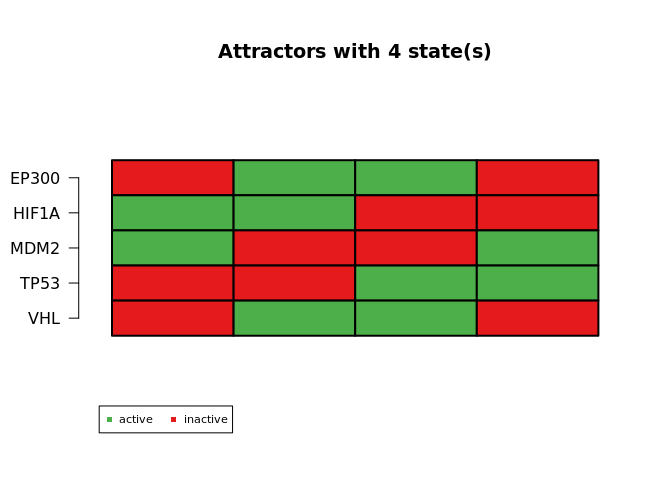 Attractors with 4 state(s)
EP300
HIF1A
MDM2
TP53
VHL
active inactive